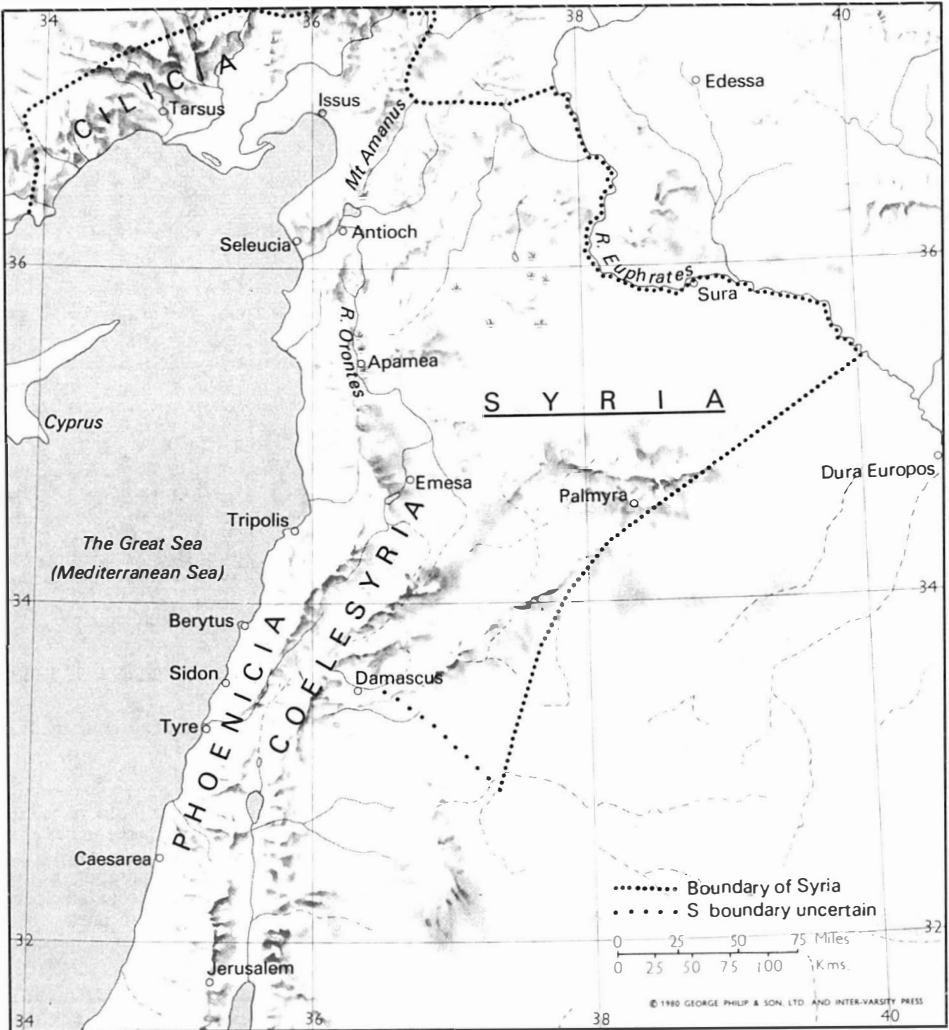 34
36
38
40
CILICIA
Tarsus
Issus
Edessa
Mt Amanus
Seleucia
Antioch
36
36
R. Euphrates
Sura
R. Orontes
Apamea
SYRIA
Cyprus
Emesa
Dura Europos
Palmyra
Tripolis
The Great Sea
(Mediterranean Sea)
COELESYRIA
34
34
Berytus
PHOENICIA
Sidon
Damascus
Tyre
Caesarea
Boundary of Syria
S boundary uncertain
32
32
0 25 50 75 Miles
0 25 50 75 100 Kms.
Jerusalem
© 1980 GEORGE PHILIP & SON, LTD. AND INTER-VARSITY PRESS
34
36
38
40